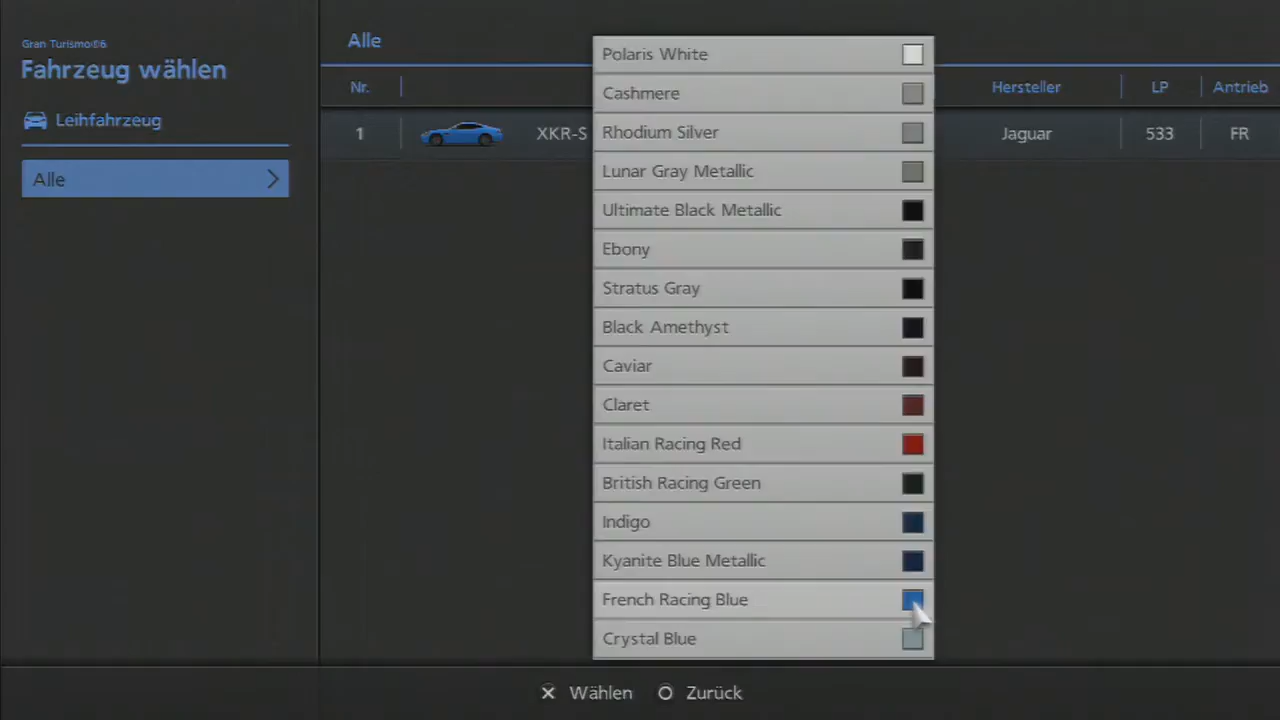 Gran Turismo®6
Fahrzeug wählen
Leihfahrzeug
Alle
Alle
Nr.
Hersteller
LP
Antrieb
1
XKR-S
Jaguar
533
FR
Polaris White
Cashmere
Rhodium Silver
Lunar Gray Metallic
Ultimate Black Metallic
Ebony
Stratus Gray
Black Amethyst
Caviar
Claret
Italian Racing Red
British Racing Green
Indigo
Kyanite Blue Metallic
French Racing Blue
Crystal Blue
Wählen
Zurück